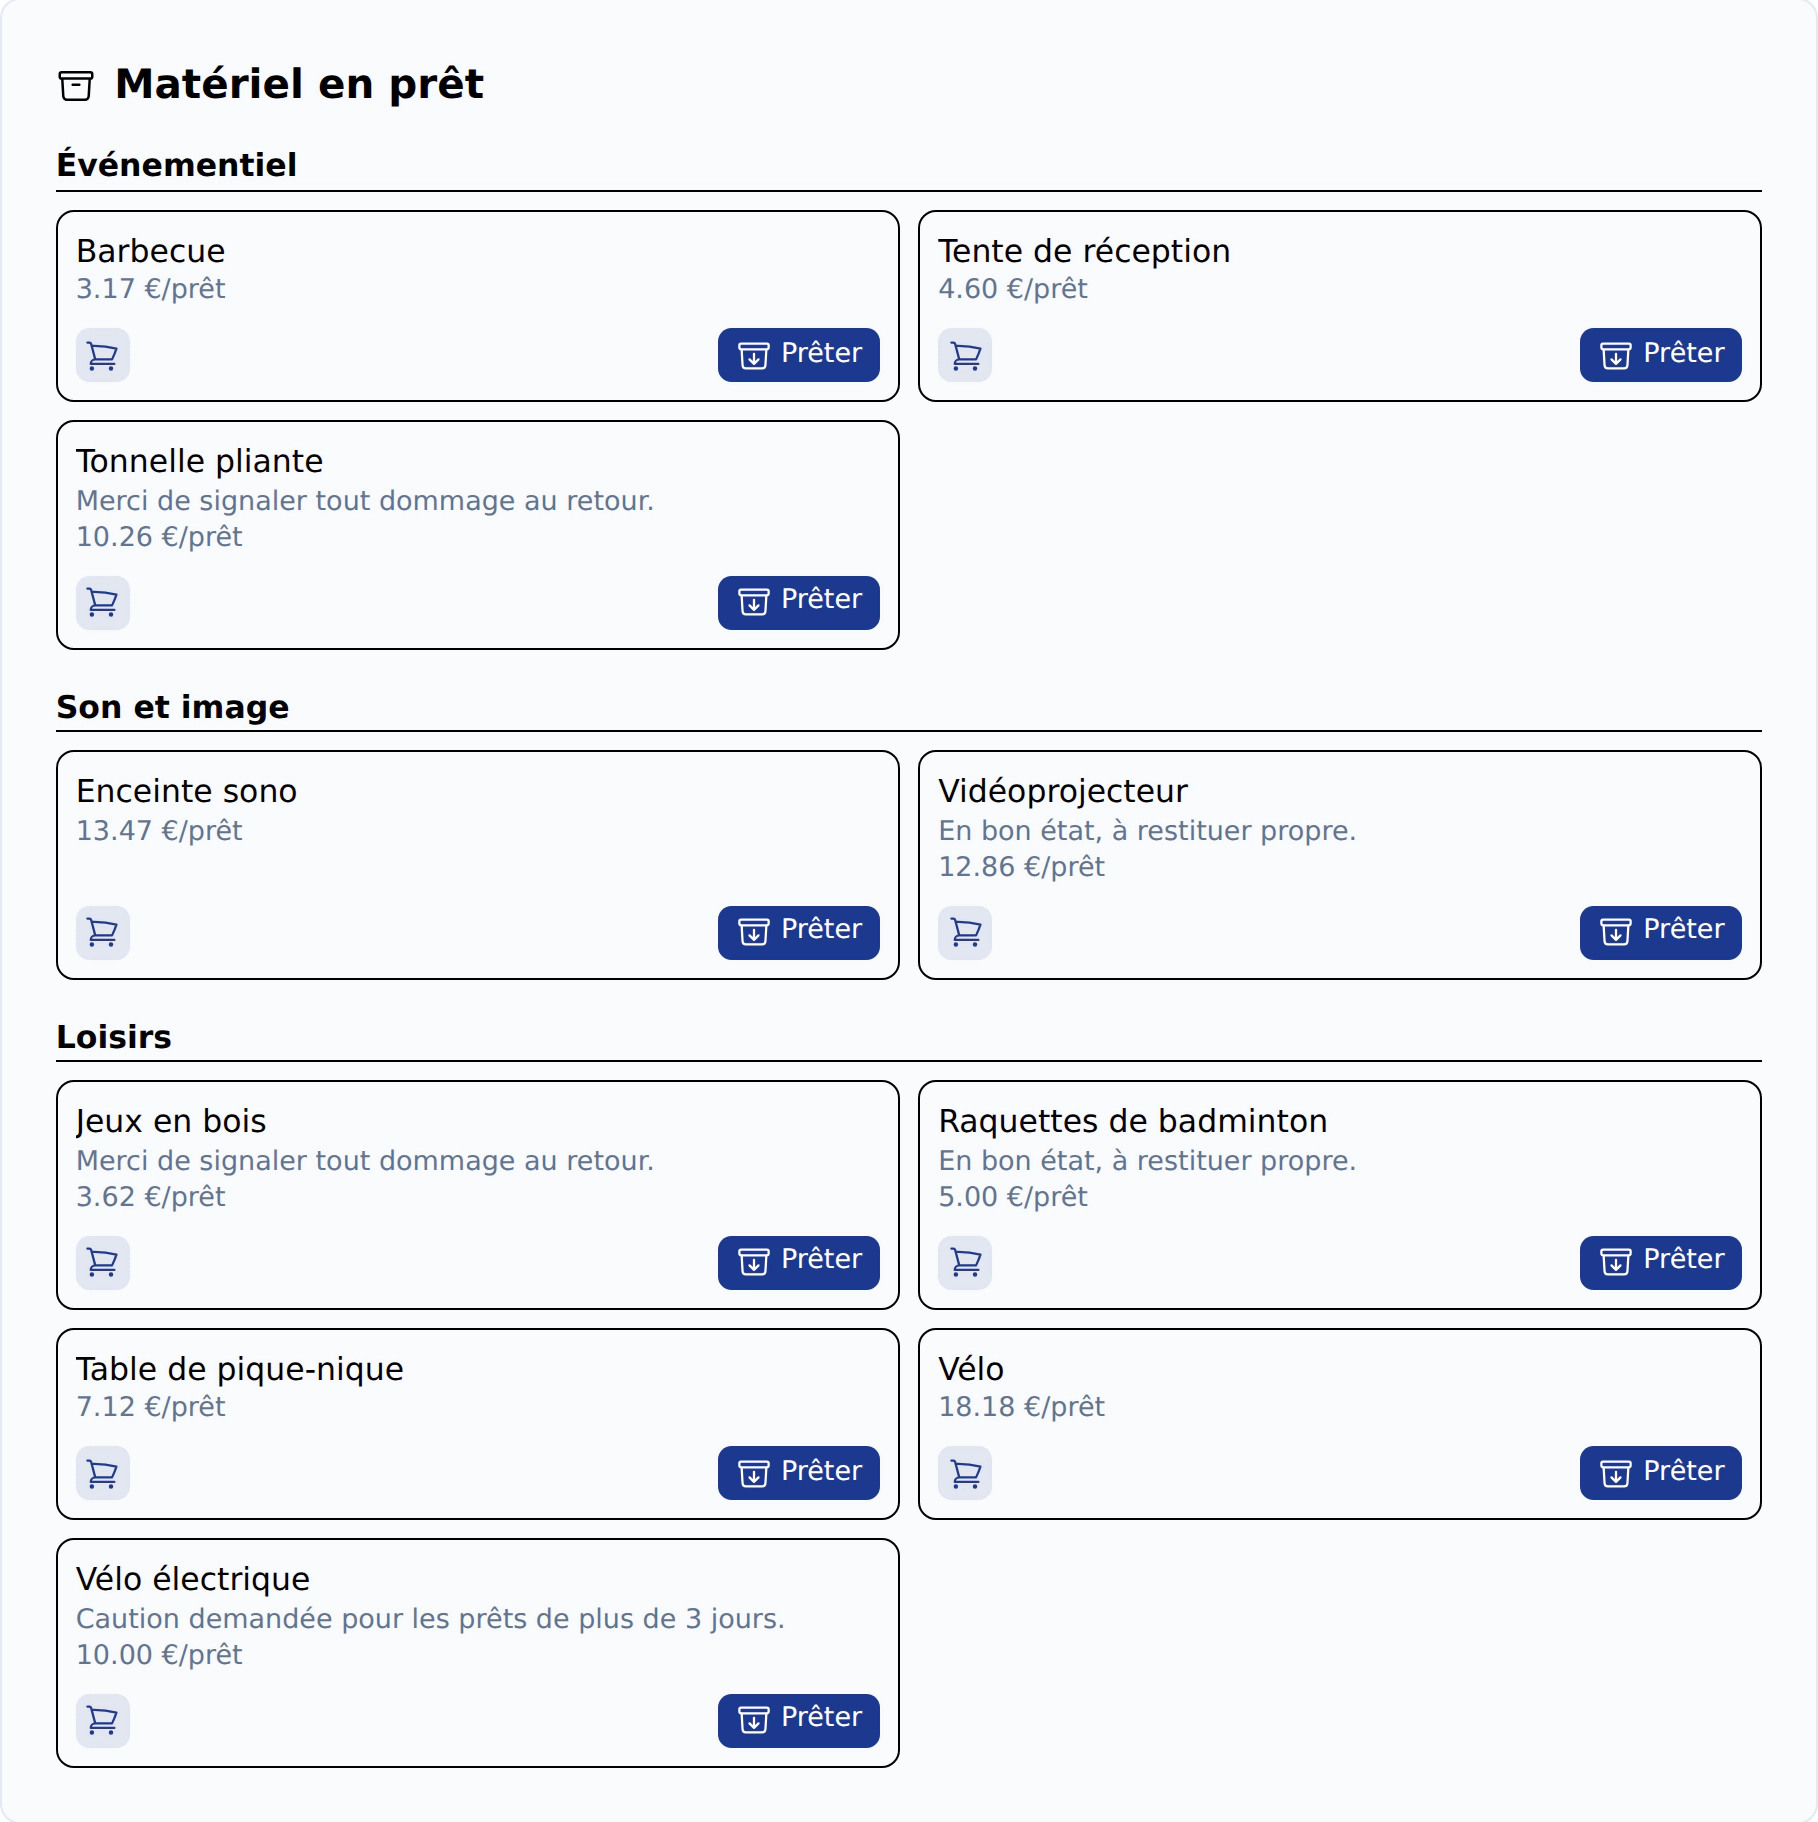 Matériel en prêt
Événementiel
Barbecue
3.17 €/prêt
Prêter
Tente de réception
4.60 €/prêt
Prêter
Tonnelle pliante
Merci de signaler tout dommage au retour.
10.26 €/prêt
Prêter
Son et image
Enceinte sono
13.47 €/prêt
Prêter
Vidéoprojecteur
En bon état, à restituer propre.
12.86 €/prêt
Prêter
Loisirs
Jeux en bois
Merci de signaler tout dommage au retour.
3.62 €/prêt
Prêter
Raquettes de badminton
En bon état, à restituer propre.
5.00 €/prêt
Prêter
Table de pique-nique
7.12 €/prêt
Prêter
Vélo
18.18 €/prêt
Prêter
Vélo électrique
Caution demandée pour les prêts de plus de 3 jours.
10.00 €/prêt
Prêter